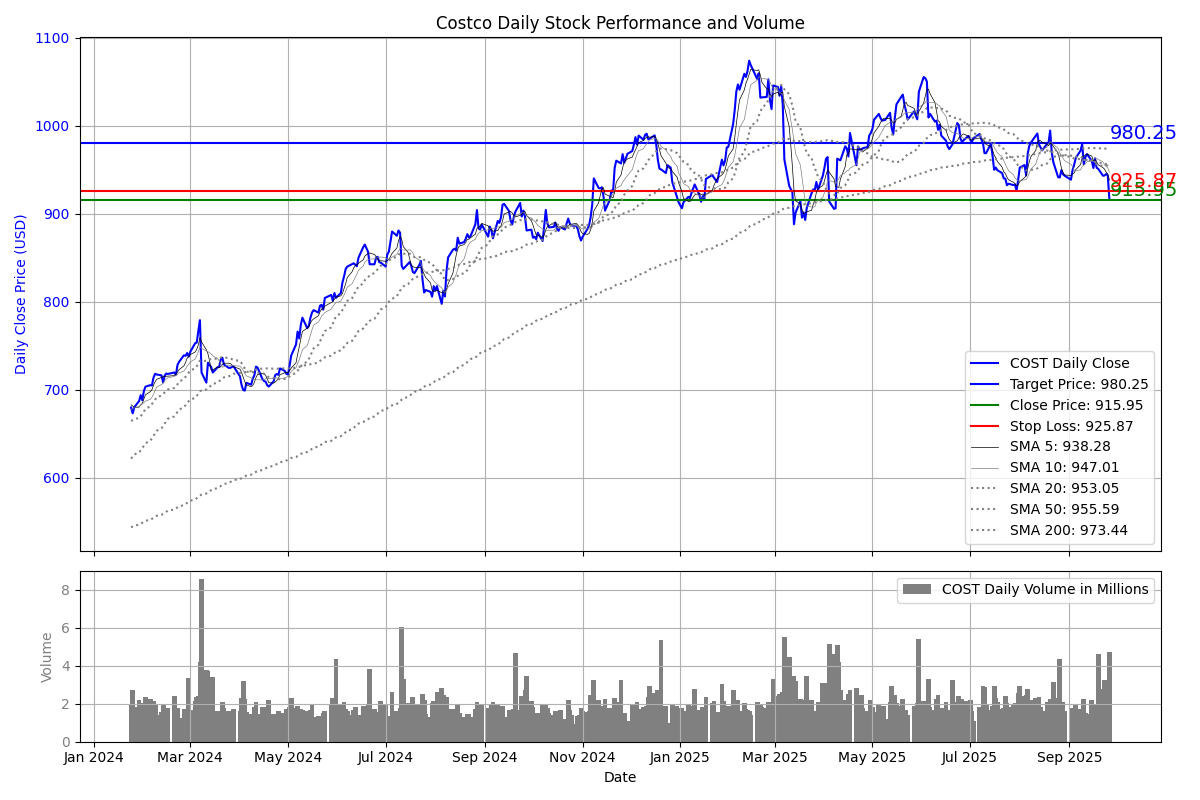 Costco Daily Stock Performance and Volume
Daily Close Price (USD)
1100
1000
900
800
700
600
980.25
925.87
915.95
COST Daily Close
Target Price: 980.25
Close Price: 915.95
Stop Loss: 925.87
SMA 5: 938.28
SMA 10: 947.01
SMA 20: 953.05
SMA 50: 955.59
SMA 200: 973.44
Volume
8
6
4
2
0
COST Daily Volume in Millions
Jan 2024 Mar 2024 May 2024 Jul 2024 Sep 2024 Nov 2024 Jan 2025 Mar 2025 May 2025 Jul 2025 Sep 2025
Date